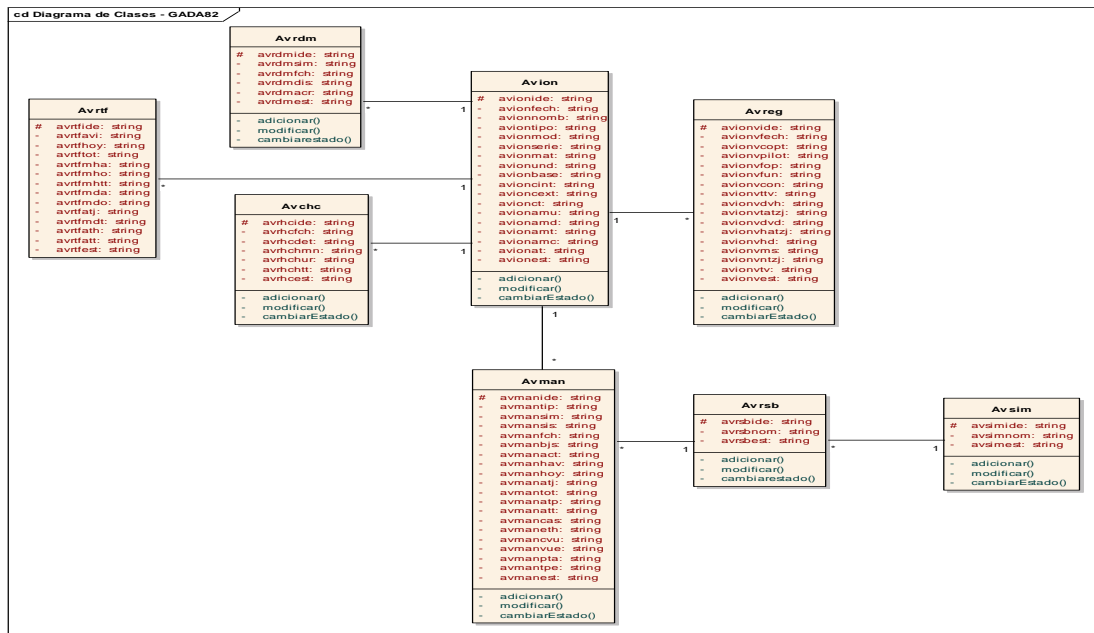 cd Diagrama de Clases - GADA82
Avrdm
# avrdmide: string
- avrdmsim: string
- avrdmfch: string
- avrdmdis: string
- avrdmacr: string
- avrdmest: string
- adicionar()
- modificar()
- cambiarestado()
* 1
Avrtf
# avrtfide: string
- avrtfavi: string
- avrtfhoy: string
- avrtftot: string
- avrtfmha: string
- avrtfmho: string
- avrtfmhtt: string
- avrtfmda: string
- avrtfmdo: string
- avrtfatj: string
- avrtfmdt: string
- avrtfath: string
- avrtfatt: string
- avrtfest: string
* 1
Avchc
# avrhcide: string
- avrhcfch: string
- avrhcdet: string
- avrhchmn: string
- avrhchur: string
- avrhchtt: string
- avrhcest: string
- adicionar()
- modificar()
- cambiarEstado()
* 1
Avion
# avionide: string
- avionfech: string
- avionnomb: string
- aviontipo: string
- avionmod: string
- avionserie: string
- avionmat: string
- avionund: string
- avionbase: string
- avioncint: string
- avioncext: string
- avionct: string
- avionamu: string
- avionamd: string
- avionamt: string
- avionamc: string
- avionat: string
- avionest: string
- adicionar()
- modificar()
- cambiarEstado()
1 *
Avreg
# avionvide: string
- avionvfech: string
- avionvcopt: string
- avionvpilot: string
- avionvfop: string
- avionvfun: string
- avionvcon: string
- avionvttv: string
- avionvdvh: string
- avionvtatzj: string
- avionvdvd: string
- avionvhatzj: string
- avionvhd: string
- avionvms: string
- avionvntzj: string
- avionvtv: string
- avionvest: string
- adicionar()
- modificar()
- cambiarEstado()
1
*
Avman
# avmanide: string
- avmantip: string
- avmansim: string
- avmansis: string
- avmanfch: string
- avmanbjs: string
- avmanact: string
- avmanhav: string
- avmanhoy: string
- avmanatj: string
- avmantot: string
- avmanatp: string
- avmanatt: string
- avmancas: string
- avmaneth: string
- avmancvu: string
- avmanvue: string
- avmanpta: string
- avmantpe: string
- avmanest: string
- adicionar()
- modificar()
- cambiarEstado()
* 1
Avrsb
# avrsbide: string
- avrsbnom: string
- avrsbest: string
- adicionar()
- modificar()
- cambiarestado()
* 1
Avsim
# avsimide: string
- avsimnom: string
- avsimest: string
- adicionar()
- modificar()
- cambiarEstado()